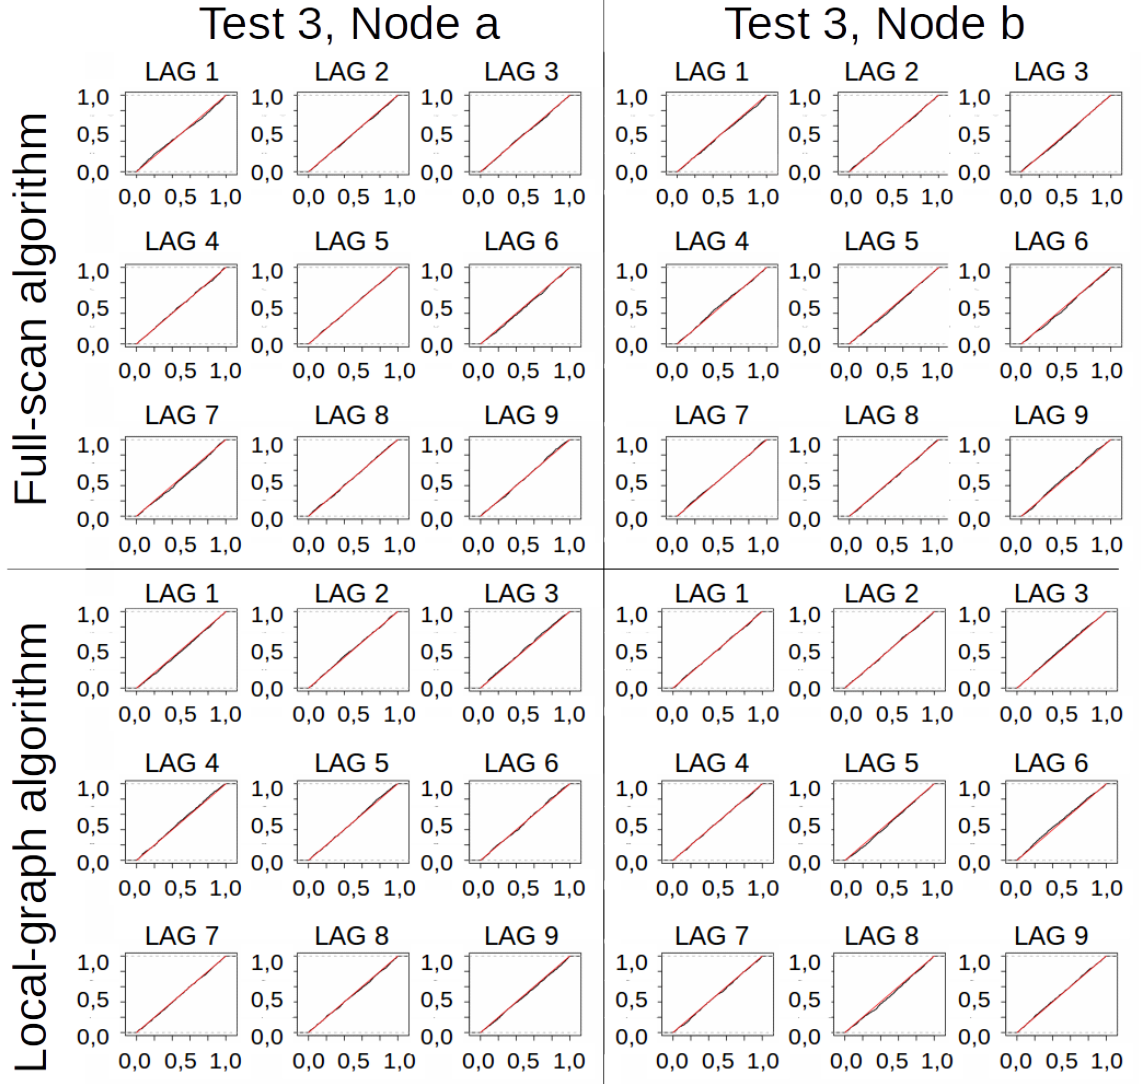 Test 3, Node a
Test 3, Node b
Full-scan algorithm
LAG 1 LAG 2 LAG 3 LAG 1 LAG 2 LAG 3
1,0 1,0 1,0 1,0 1,0 1,0
0,5 0,5 0,5 0,5 0,5 0,5
0,0 0,0 0,0 0,0 0,0 0,0
0,0 0,5 1,0 0,0 0,5 1,0 0,0 0,5 1,0 0,0 0,5 1,0 0,0 0,5 1,0 0,0 0,5 1,0
LAG 4 LAG 5 LAG 6 LAG 4 LAG 5 LAG 6
1,0 1,0 1,0 1,0 1,0 1,0
0,5 0,5 0,5 0,5 0,5 0,5
0,0 0,0 0,0 0,0 0,0 0,0
0,0 0,5 1,0 0,0 0,5 1,0 0,0 0,5 1,0 0,0 0,5 1,0 0,0 0,5 1,0 0,0 0,5 1,0
LAG 7 LAG 8 LAG 9 LAG 7 LAG 8 LAG 9
1,0 1,0 1,0 1,0 1,0 1,0
0,5 0,5 0,5 0,5 0,5 0,5
0,0 0,0 0,0 0,0 0,0 0,0
0,0 0,5 1,0 0,0 0,5 1,0 0,0 0,5 1,0 0,0 0,5 1,0 0,0 0,5 1,0 0,0 0,5 1,0
Local-graph algorithm
LAG 1 LAG 2 LAG 3 LAG 1 LAG 2 LAG 3
1,0 1,0 1,0 1,0 1,0 1,0
0,5 0,5 0,5 0,5 0,5 0,5
0,0 0,0 0,0 0,0 0,0 0,0
0,0 0,5 1,0 0,0 0,5 1,0 0,0 0,5 1,0 0,0 0,5 1,0 0,0 0,5 1,0 0,0 0,5 1,0
LAG 4 LAG 5 LAG 6 LAG 4 LAG 5 LAG 6
1,0 1,0 1,0 1,0 1,0 1,0
0,5 0,5 0,5 0,5 0,5 0,5
0,0 0,0 0,0 0,0 0,0 0,0
0,0 0,5 1,0 0,0 0,5 1,0 0,0 0,5 1,0 0,0 0,5 1,0 0,0 0,5 1,0 0,0 0,5 1,0
LAG 7 LAG 8 LAG 9 LAG 7 LAG 8 LAG 9
1,0 1,0 1,0 1,0 1,0 1,0
0,5 0,5 0,5 0,5 0,5 0,5
0,0 0,0 0,0 0,0 0,0 0,0
0,0 0,5 1,0 0,0 0,5 1,0 0,0 0,5 1,0 0,0 0,5 1,0 0,0 0,5 1,0 0,0 0,5 1,0